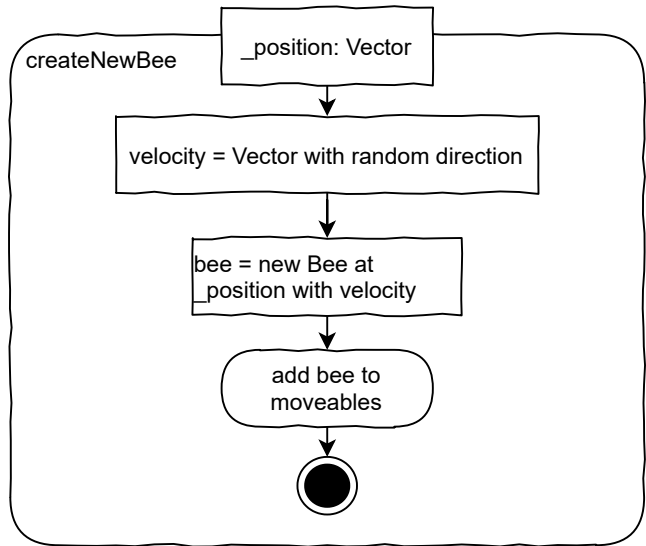 _position: Vector
createNewBee
velocity = Vector with random direction
bee = new Bee at
_position with velocity
add bee to
moveables